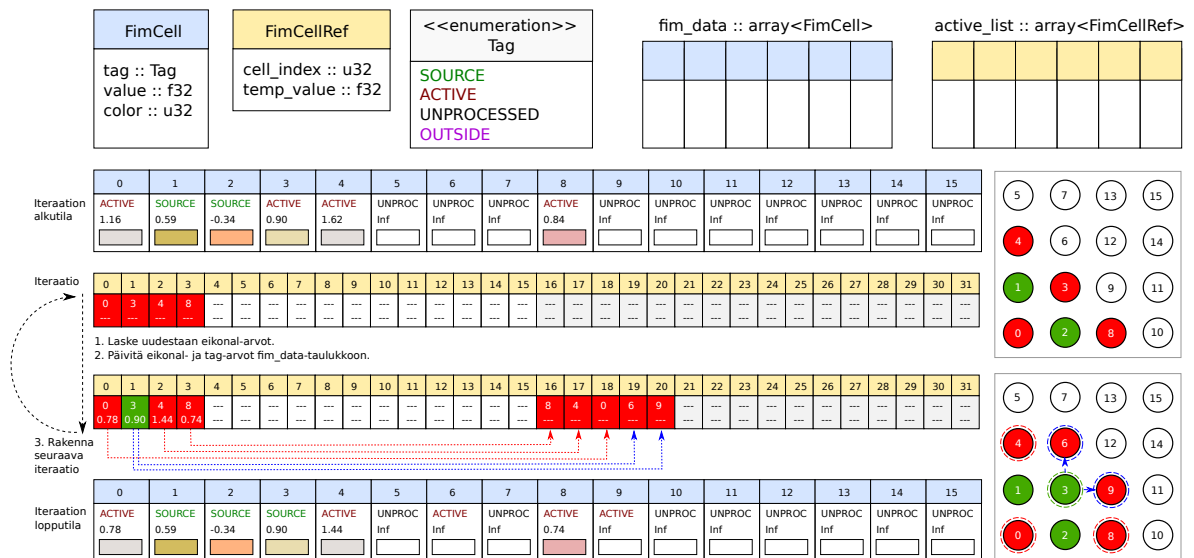 FimCell
tag :: Tag
value :: f32
color :: u32
FimCellRef
cell_index :: u32
temp_value :: f32
<<enumeration>>
Tag
SOURCE
ACTIVE
UNPROCESSED
OUTSIDE
fim_data :: array<FimCell>
active_list :: array<FimCellRef>
Iteraation
alkutila
0 1 2 3 4 5 6 7 8 9 10 11 12 13 14 15
ACTIVE SOURCE SOURCE ACTIVE ACTIVE UNPROC UNPROC UNPROC ACTIVE UNPROC UNPROC UNPROC UNPROC UNPROC UNPROC UNPROC
1.16 0.59 -0.34 0.90 1.62 Inf Inf Inf 0.84 Inf Inf Inf Inf Inf Inf Inf
5 7 13 15
4 6 12 14
1 3 9 11
0 2 8 10
Iteraatio
0 1 2 3 4 5 6 7 8 9 10 11 12 13 14 15 16 17 18 19 20 21 22 23 24 25 26 27 28 29 30 31
0 3 4 8 --- --- --- --- --- --- --- --- --- --- --- --- --- --- --- --- --- --- --- --- --- --- --- --- --- --- --- ---
--- --- --- --- --- --- --- --- --- --- --- --- --- --- --- --- --- --- --- --- --- --- --- --- --- --- --- --- --- --- --- ---
1. Laske uudestaan eikonal-arvot.
2. Päivitä eikonal- ja tag-arvot fim_data-taulukkoon.
0 1 2 3 4 5 6 7 8 9 10 11 12 13 14 15 16 17 18 19 20 21 22 23 24 25 26 27 28 29 30 31
0 3 4 8 --- --- --- --- --- --- --- --- --- --- --- --- 8 4 0 6 9 --- --- --- --- --- --- --- --- --- --- ---
0.78 0.90 1.44 0.74 --- --- --- --- --- --- --- --- --- --- --- --- --- --- --- --- --- --- --- --- --- --- --- --- --- --- --- ---
3. Rakenna
seuraava
iteraatio
5 7 13 15
4 6 12 14
1 3 9 11
0 2 8 10
Iteraation
lopputila
0 1 2 3 4 5 6 7 8 9 10 11 12 13 14 15
ACTIVE SOURCE SOURCE SOURCE ACTIVE UNPROC ACTIVE UNPROC ACTIVE ACTIVE UNPROC UNPROC UNPROC UNPROC UNPROC UNPROC
0.78 0.59 -0.34 0.90 1.44 Inf Inf Inf 0.74 Inf Inf Inf Inf Inf Inf Inf